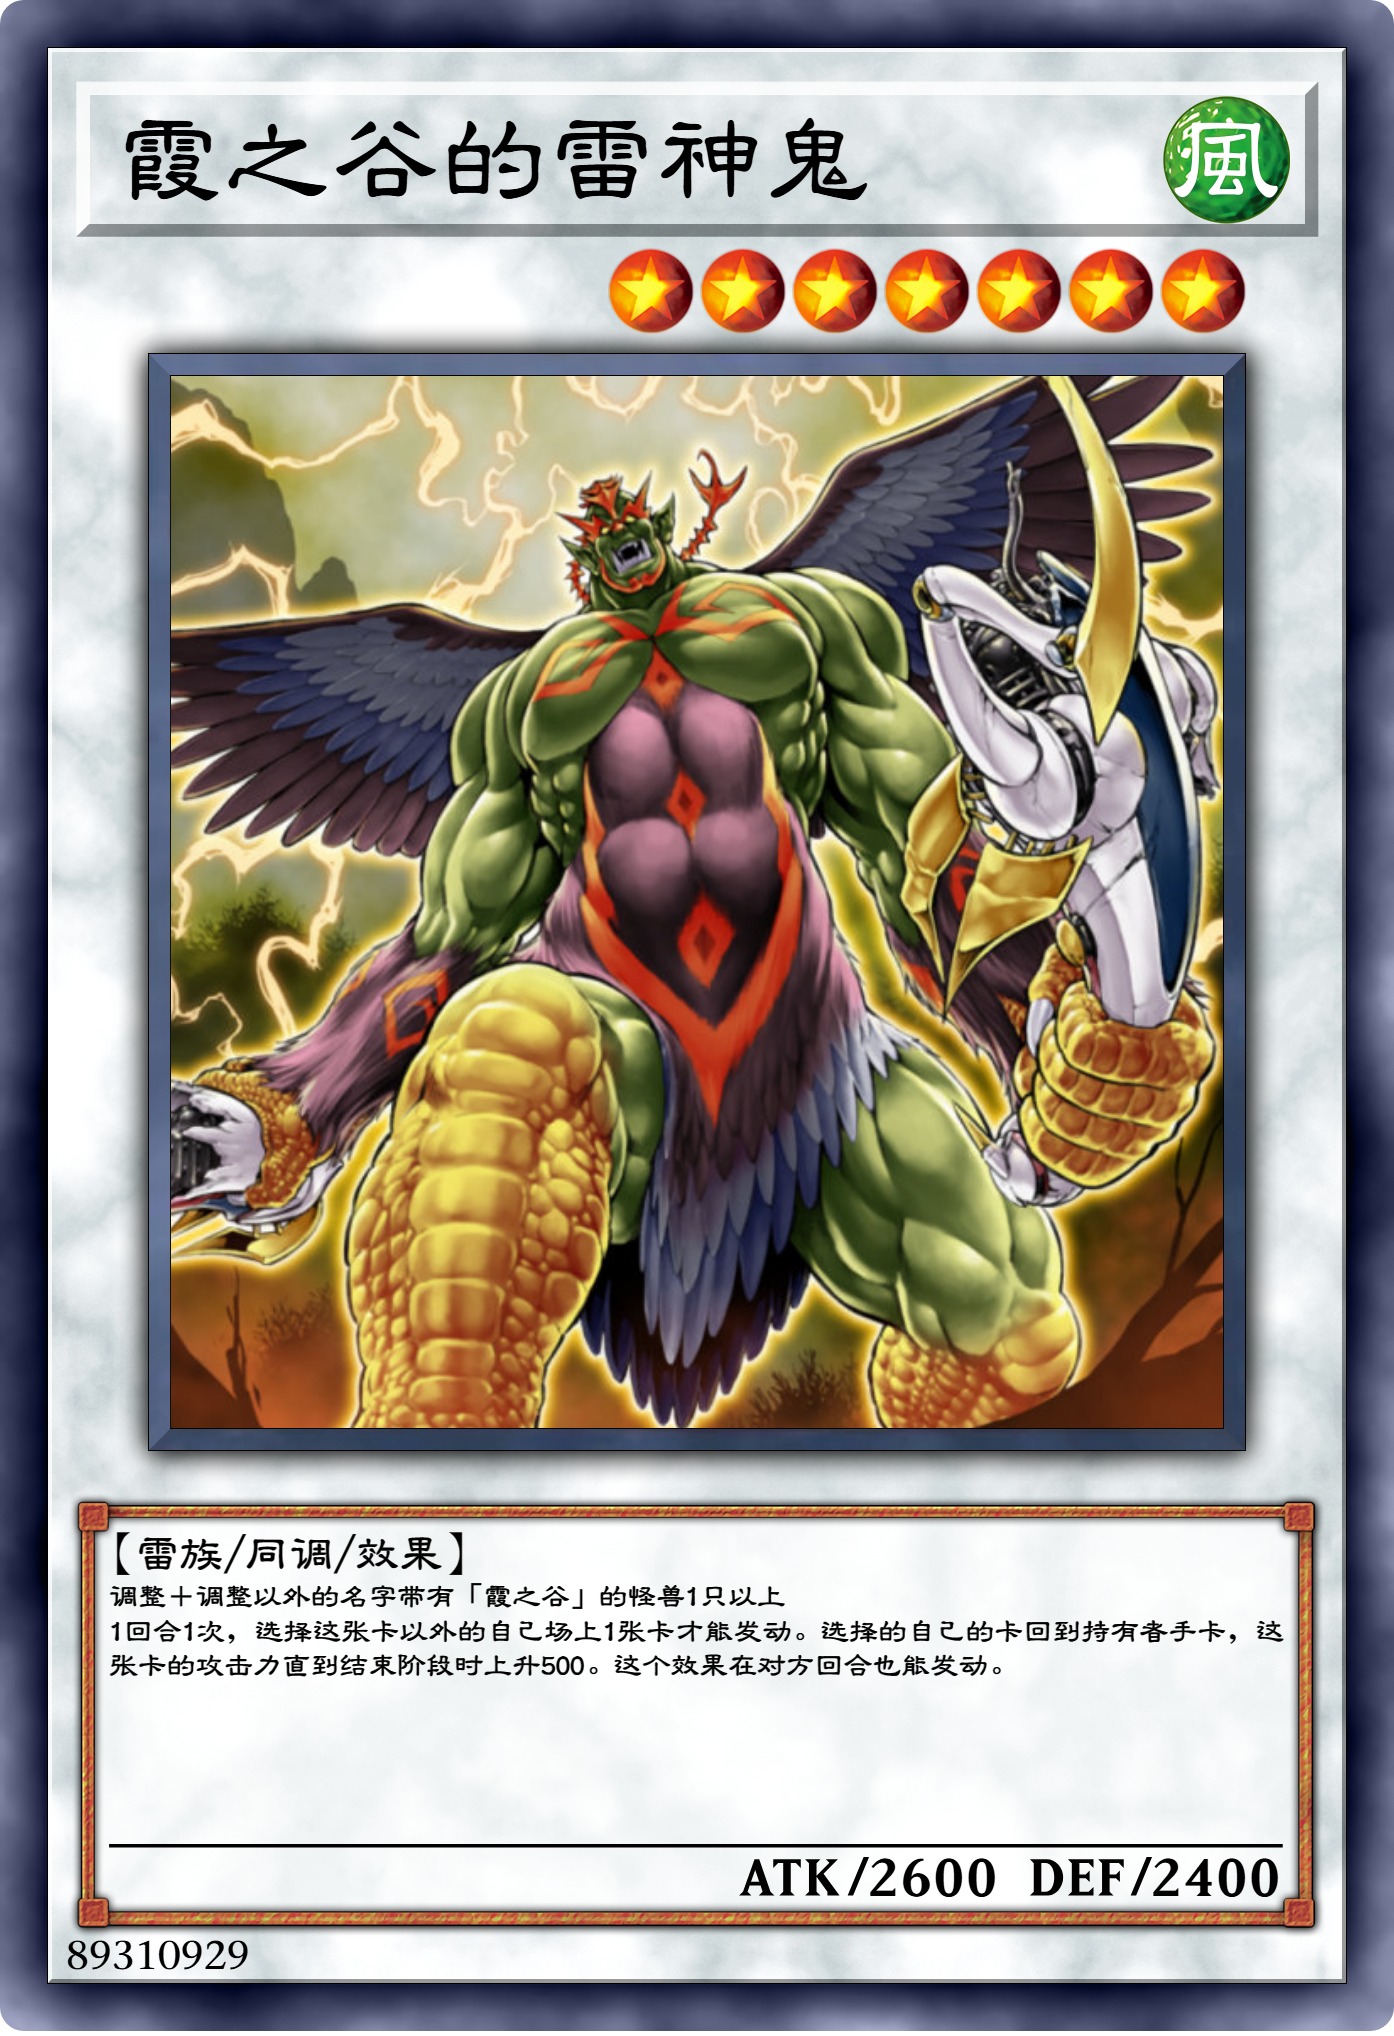 霞之谷的雷神鬼
風
【雷族/同调/效果】
调整＋调整以外的名字带有「霞之谷」的怪兽1只以上
1回合1次，选择这张卡以外的自己场上1张卡才能发动。选择的自己的卡回到持有者手卡，这
张卡的攻击力直到结束阶段时上升500。这个效果在对方回合也能发动。
ATK/2600 DEF/2400
89310929